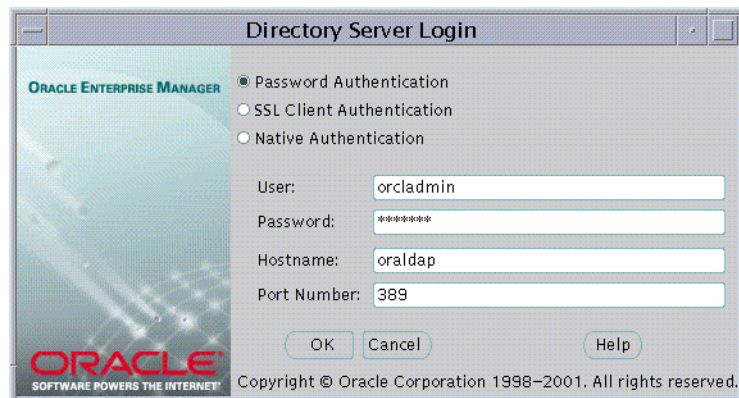 Directory Server Login
ORACLE ENTERPRISE MANAGER
Password Authentication
SSL Client Authentication
Native Authentication
User: orcladmin
Password: *******
Hostname: oraldap
Port Number: 389
OK Cancel Help
ORACLE®
SOFTWARE POWERS THE INTERNET™
Copyright © Oracle Corporation 1998–2001. All rights reserved.